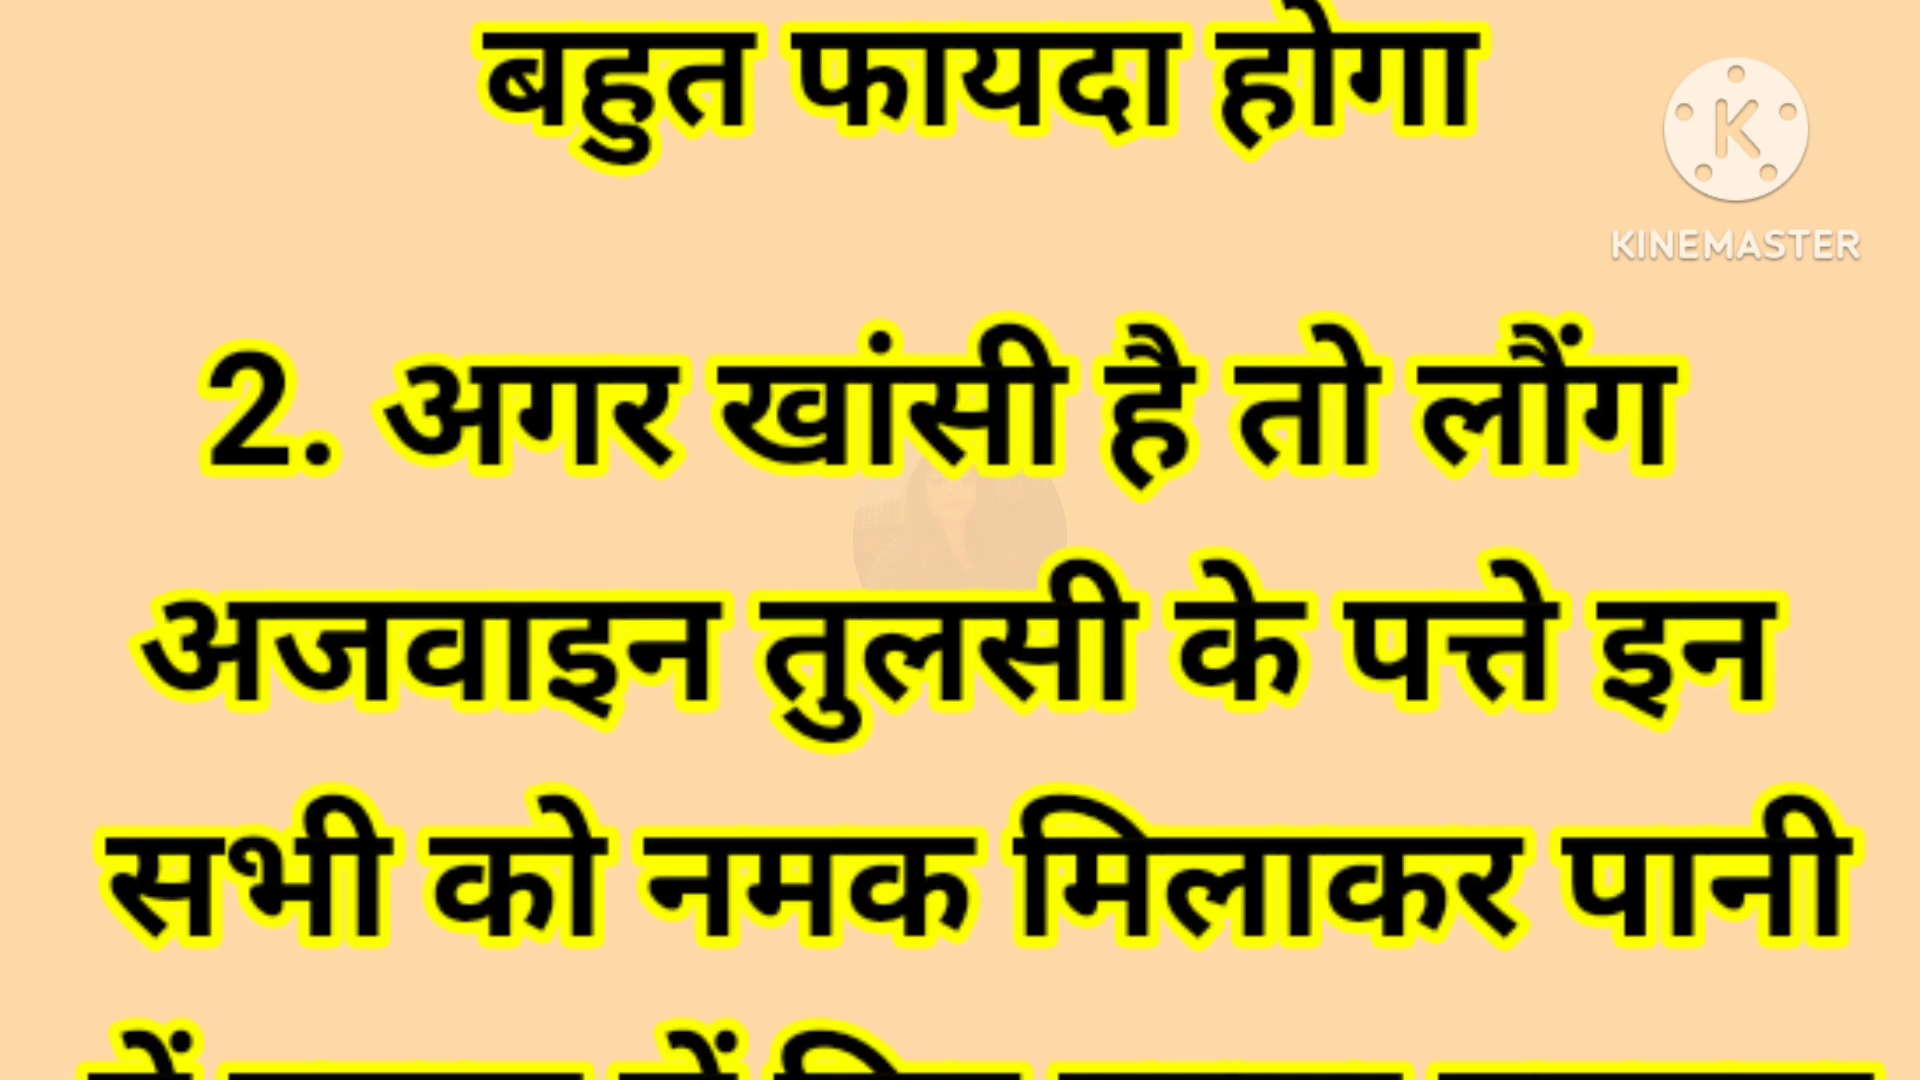 बहुत फायदा होगा
KINEMASTER
2. अगर खांसी है तो लौंग
अजवाइन तुलसी के पत्ते इन
सभी को नमक मिलाकर पानी